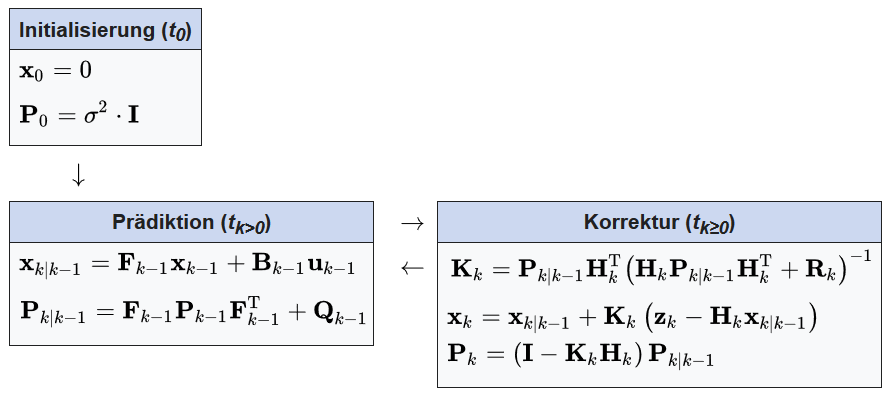 Initialisierung (t₀)
x₀ = 0
P₀ = σ² · I
↓
Prädiktion (tₖ>₀)
xₖ|ₖ₋₁ = Fₖ₋₁xₖ₋₁ + Bₖ₋₁uₖ₋₁
Pₖ|ₖ₋₁ = Fₖ₋₁Pₖ₋₁Fᵀₖ₋₁ + Qₖ₋₁
→
←
Korrektur (tₖ≥₀)
Kₖ = Pₖ|ₖ₋₁Hₖᵀ(HₖPₖ|ₖ₋₁Hₖᵀ + Rₖ)⁻¹
xₖ = xₖ|ₖ₋₁ + Kₖ (zₖ − Hₖxₖ|ₖ₋₁)
Pₖ = (I − KₖHₖ) Pₖ|ₖ₋₁